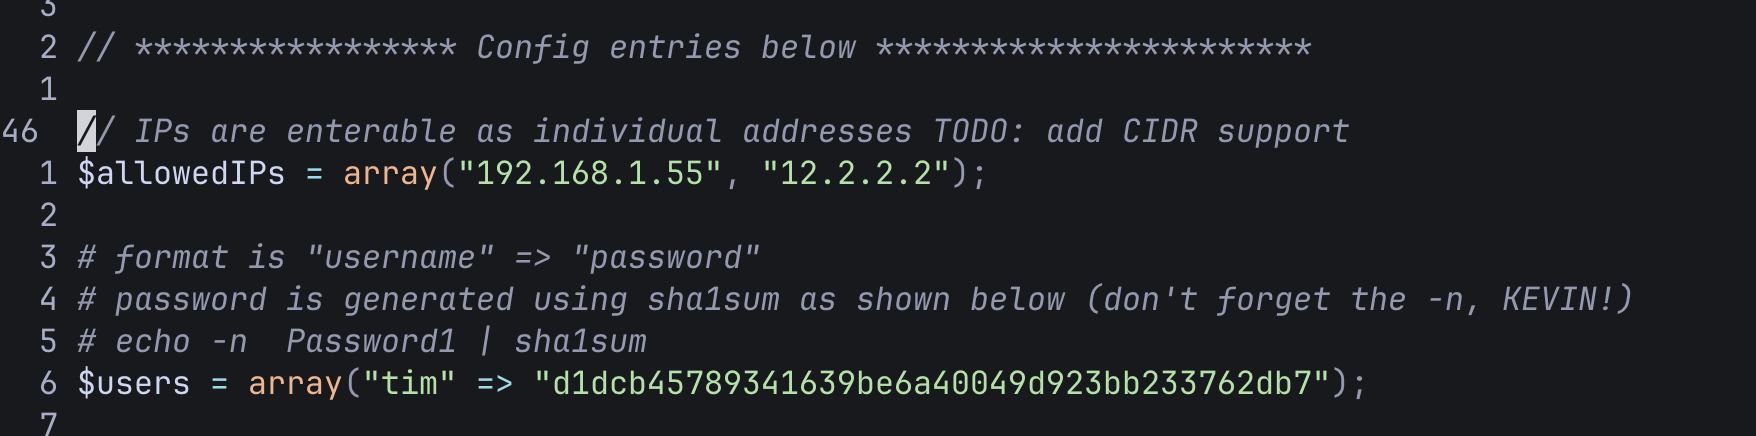 3
2 // ***************** Config entries below ***********************
1
46 // IPs are enterable as individual addresses TODO: add CIDR support
1 $allowedIPs = array("192.168.1.55", "12.2.2.2");
2
3 # format is "username" => "password"
4 # password is generated using sha1sum as shown below (don't forget the -n, KEVIN!)
5 # echo -n  Password1 | sha1sum
6 $users = array("tim" => "d1dcb45789341639be6a40049d923bb233762db7");
7